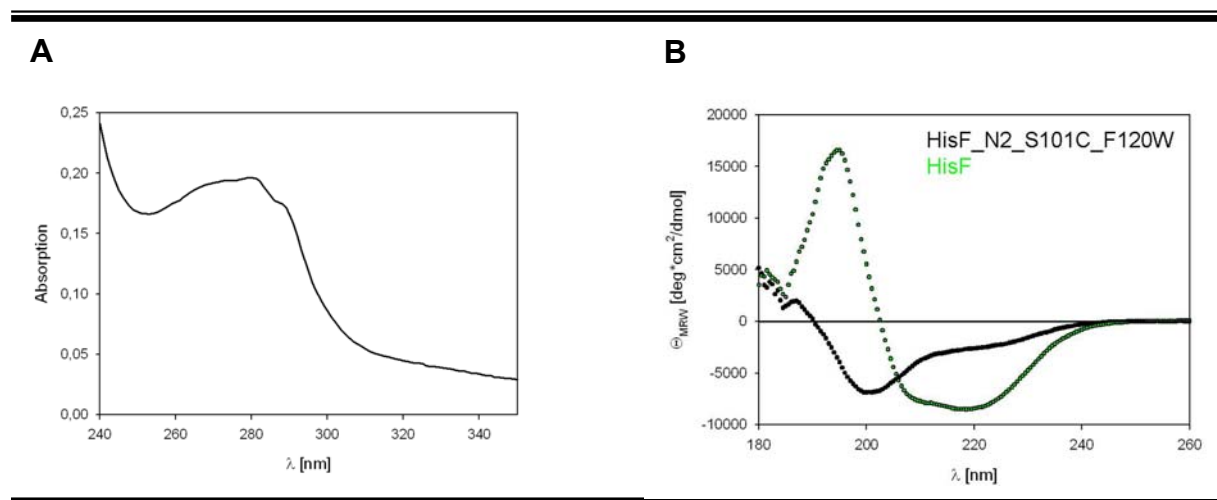 A
B
0,25
0,20
0,15
0,10
0,05
0,00
Absorption
240 260 280 300 320 340
λ [nm]
20000
15000
10000
5000
0
-5000
-10000
Θ_MRW [deg*cm²/dmol]
HisF_N2_S101C_F120W
HisF
180 200 220 240 260
λ [nm]